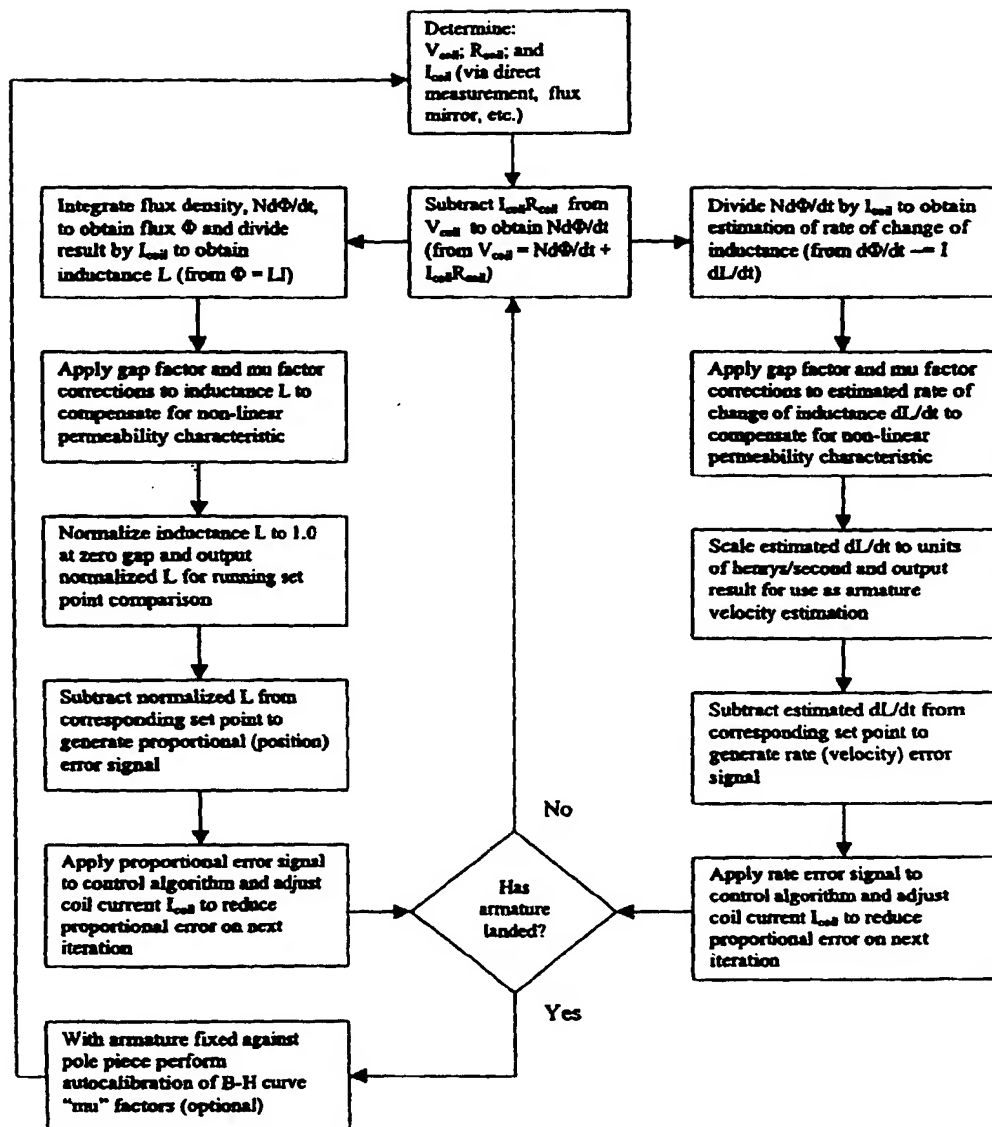 Determine:
V_coil; R_coil; and
I_coil (via direct
measurement, flux
mirror, etc.)
Integrate flux density, NdΦ/dt,
to obtain flux Φ and divide
result by I_coil to obtain
inductance L (from Φ = LI)
Subtract I_coilR_coil from
V_coil to obtain NdΦ/dt
(from V_coil = NdΦ/dt +
I_coilR_coil)
Divide NdΦ/dt by I_coil to obtain
estimation of rate of change of
inductance (from dΦ/dt ~= I
dL/dt)
Apply gap factor and mu factor
corrections to inductance L to
compensate for non-linear
permeability characteristic
Apply gap factor and mu factor
corrections to estimated rate of
change of inductance dL/dt to
compensate for non-linear
permeability characteristic
Normalize inductance L to 1.0
at zero gap and output
normalized L for running set
point comparison
Scale estimated dL/dt to units
of henrys/second and output
result for use as armature
velocity estimation
Subtract normalized L from
corresponding set point to
generate proportional (position)
error signal
Subtract estimated dL/dt from
corresponding set point to
generate rate (velocity) error
signal
No
Apply proportional error signal
to control algorithm and adjust
coil current I_coil to reduce
proportional error on next
iteration
Has
armature
landed?
Apply rate error signal to
control algorithm and adjust
coil current I_coil to reduce
proportional error on next
iteration
Yes
With armature fixed against
pole piece perform
autocalibration of B-H curve
"mu" factors (optional)